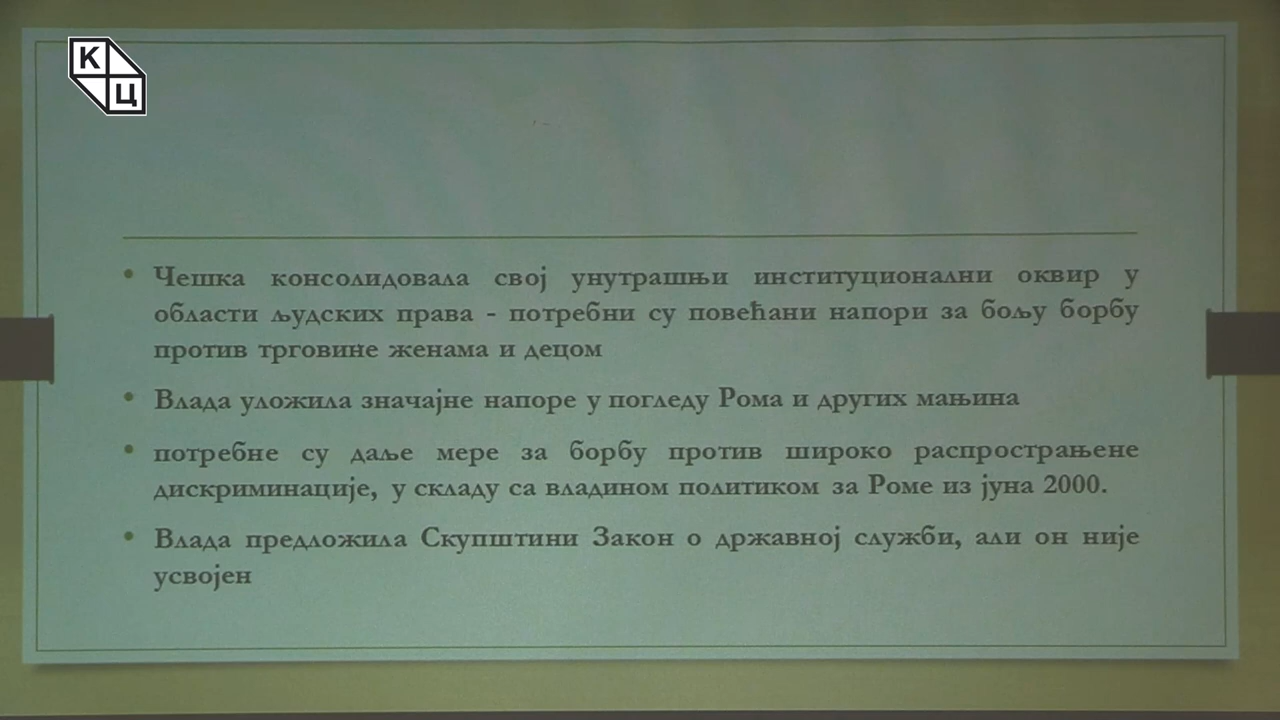 К
Ц
• Чешка консолидовала свој унутрашњи институционални оквир у
области људских права - потребни су повећани напори за бољу борбу
против трговине женама и децом
• Влада уложила значајне напоре у погледу Рома и других мањина
• потребне су даље мере за борбу против широко распрострањене
дискриминације, у складу са владином политиком за Роме из јуна 2000.
• Влада предложила Скупштини Закон о државној служби, али он није
усвојен